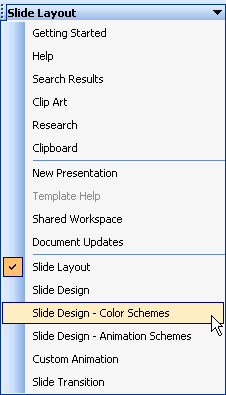 Slide Layout
Getting Started
Help
Search Results
Clip Art
Research
Clipboard
New Presentation
Template Help
Shared Workspace
Document Updates
Slide Layout
Slide Design
Slide Design - Color Schemes
Slide Design - Animation Schemes
Custom Animation
Slide Transition